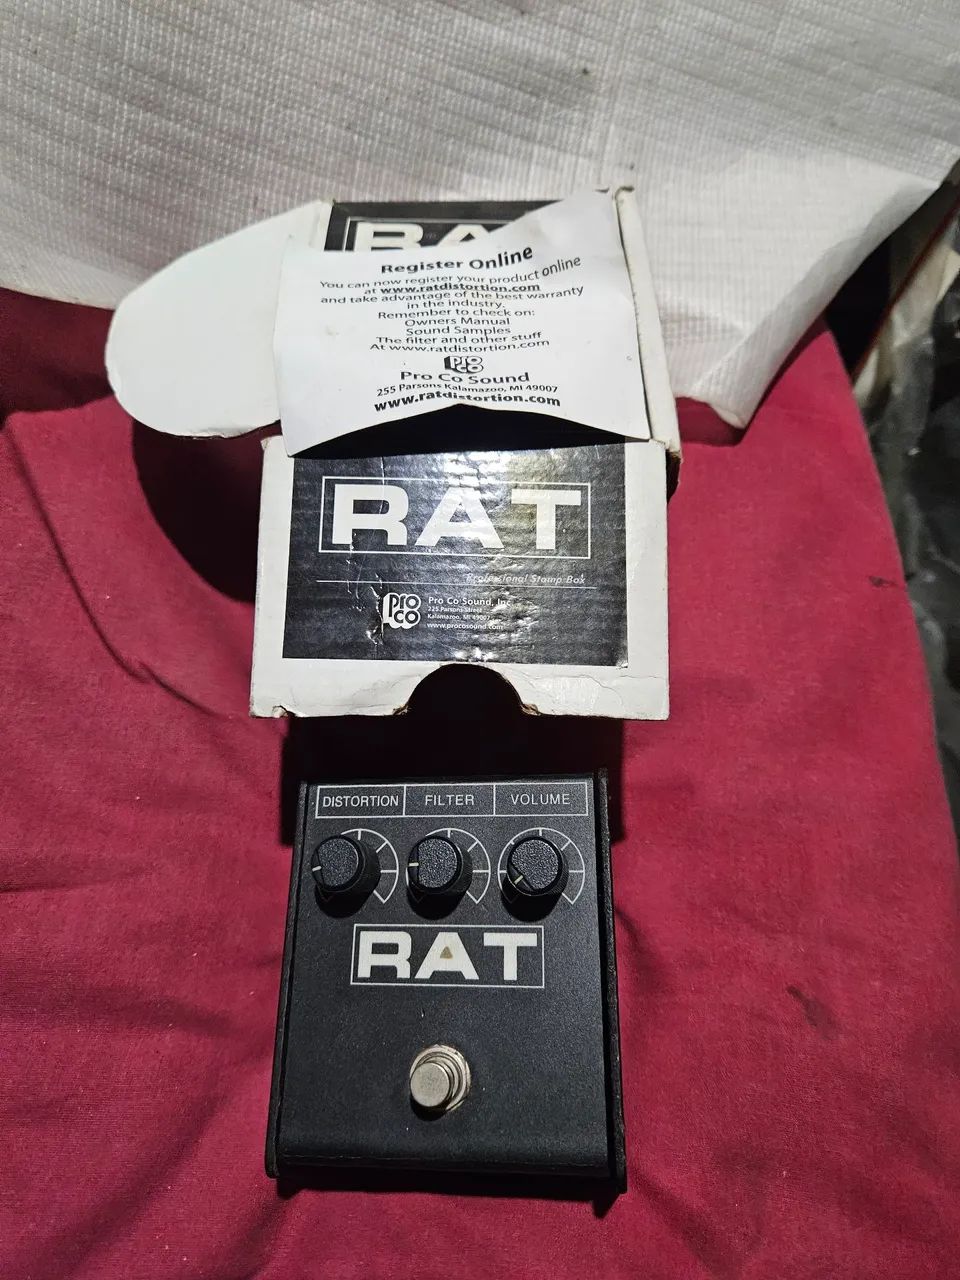 RA
Register Online
You can now register your product online
at www.ratdistortion.com
and take advantage of the best warranty
in the industry.
Remember to check on:
Owners Manual
Sound Samples
The filter and other stuff
At www.ratdistortion.com
pro
co
Pro Co Sound
255 Parsons Kalamazoo, MI 49007
www.ratdistortion.com
RAT
Professional Stomp Box
pro
co
Pro Co Sound, Inc
225 Parsons Street
Kalamazoo, MI 49007
www.procosound.com
DISTORTION FILTER VOLUME
RAT